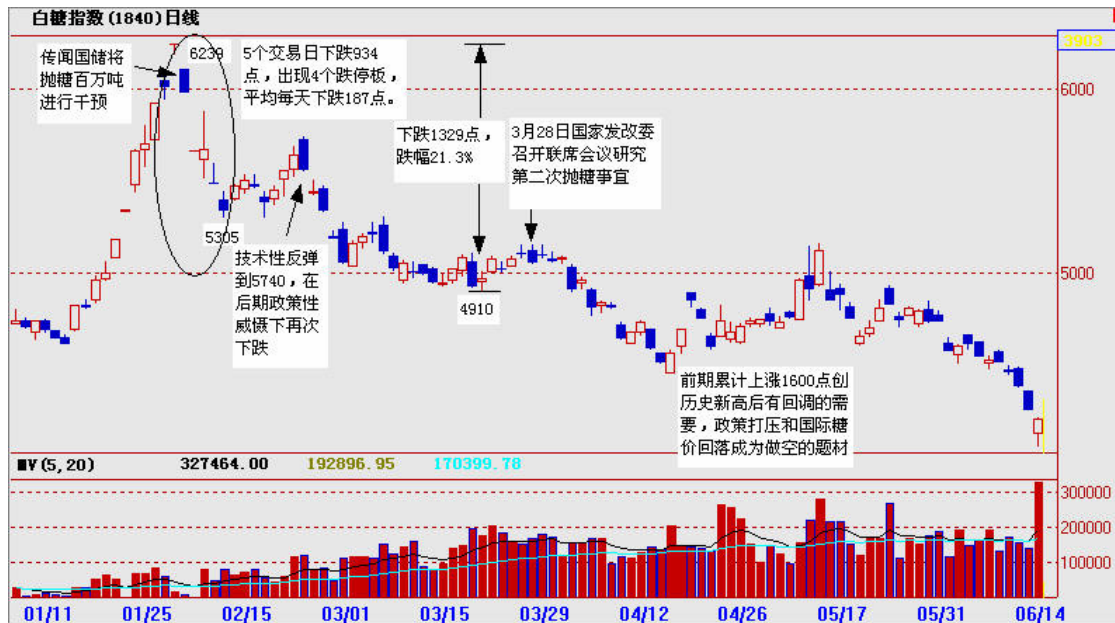 白糖指数(1840)日线
3903
传闻国储将
抛糖百万吨
进行干预
6239
5个交易日下跌934
点，出现4个跌停板，
平均每天下跌187点。
6000
下跌1329点，
跌幅21.3%
3月28日国家发改委
召开联席会议研究
第二次抛糖事宜
5305
技术性反弹
到5740，在
后期政策性
威慑下再次
下跌
5000
4910
前期累计上涨1600点创
历史新高后有回调的需
要，政策打压和国际糖
价回落成为做空的题材
MV(5,20)
327464.00
192896.95
170399.78
300000
200000
100000
01/11
01/25
02/15
03/01
03/15
03/29
04/12
04/26
05/17
05/31
06/14